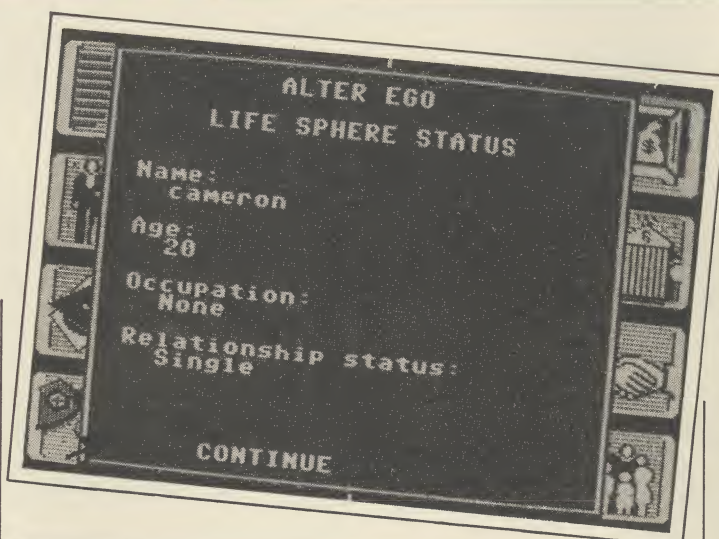 ALTER EGO
LIFE SPHERE STATUS
Name:
cameron
Age:
20
Occupation:
None
Relationship status:
Single
CONTINUE
$